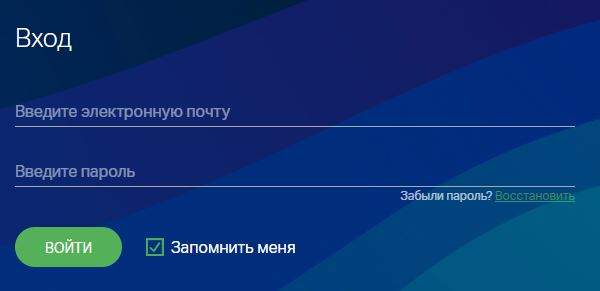 Вход
Введите электронную почту
Введите пароль
Забыли пароль? Восстановить
ВОЙТИ
Запомнить меня